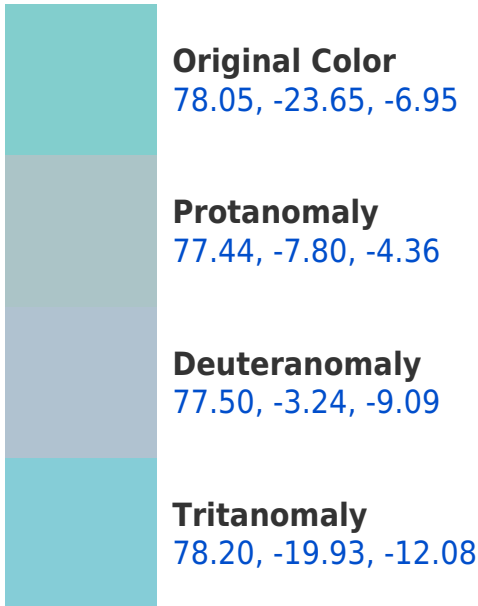 Original Color
78.05, -23.65, -6.95
Protanomaly
77.44, -7.80, -4.36
Deuteranomaly
77.50, -3.24, -9.09
Tritanomaly
78.20, -19.93, -12.08